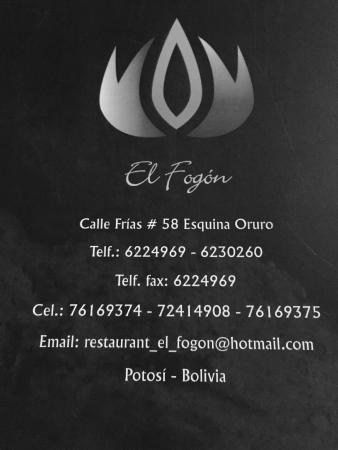 El Fogón
Calle Frías # 58 Esquina Oruro
Telf.: 6224969 - 6230260
Telf. fax: 6224969
Cel.: 76169374 - 72414908 - 76169375
Email: restaurant_el_fogon@hotmail.com
Potosí - Bolivia